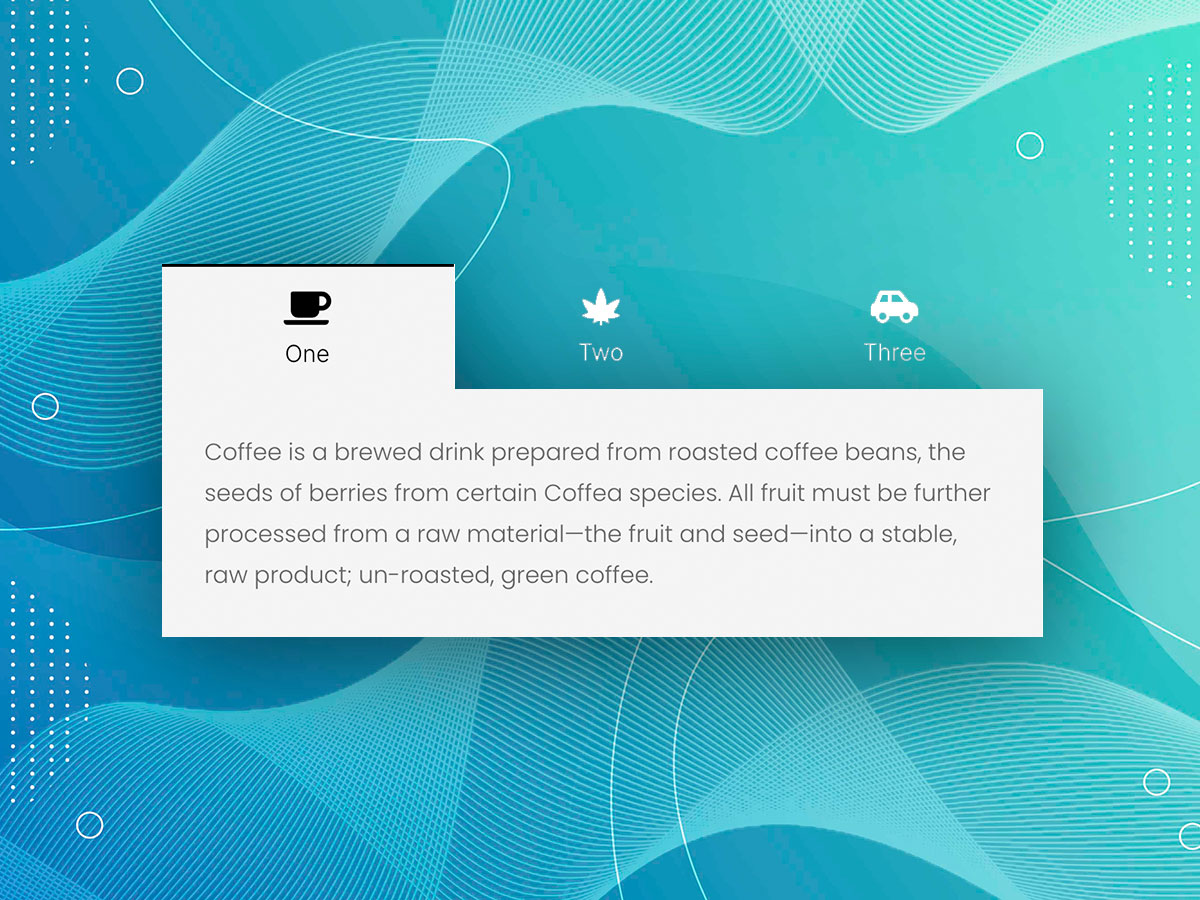 One
Two
Three
Coffee is a brewed drink prepared from roasted coffee beans, the
seeds of berries from certain Coffea species. All fruit must be further
processed from a raw material—the fruit and seed—into a stable,
raw product; un-roasted, green coffee.